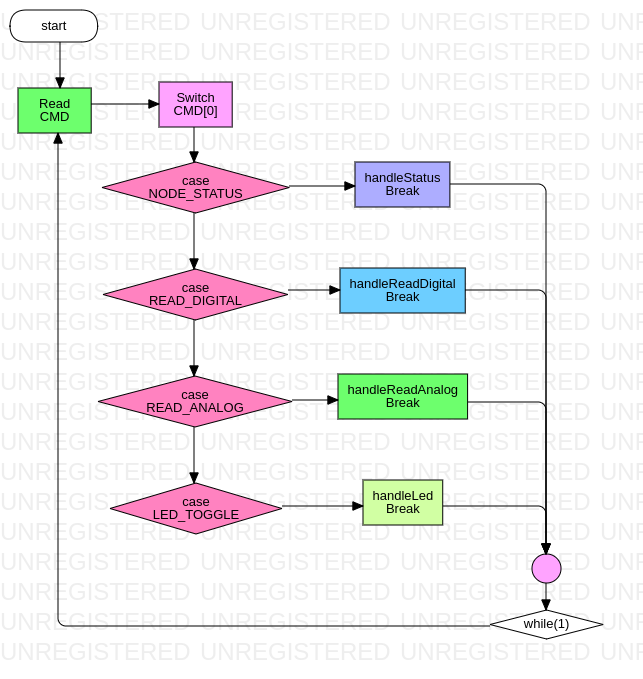 start
Read
CMD
Switch
CMD[0]
case
NODE_STATUS
handleStatus
Break
case
READ_DIGITAL
handleReadDigital
Break
case
READ_ANALOG
handleReadAnalog
Break
case
LED_TOGGLE
handleLed
Break
while(1)
UNREGISTERED UNREGISTERED UNREGISTERED UNR